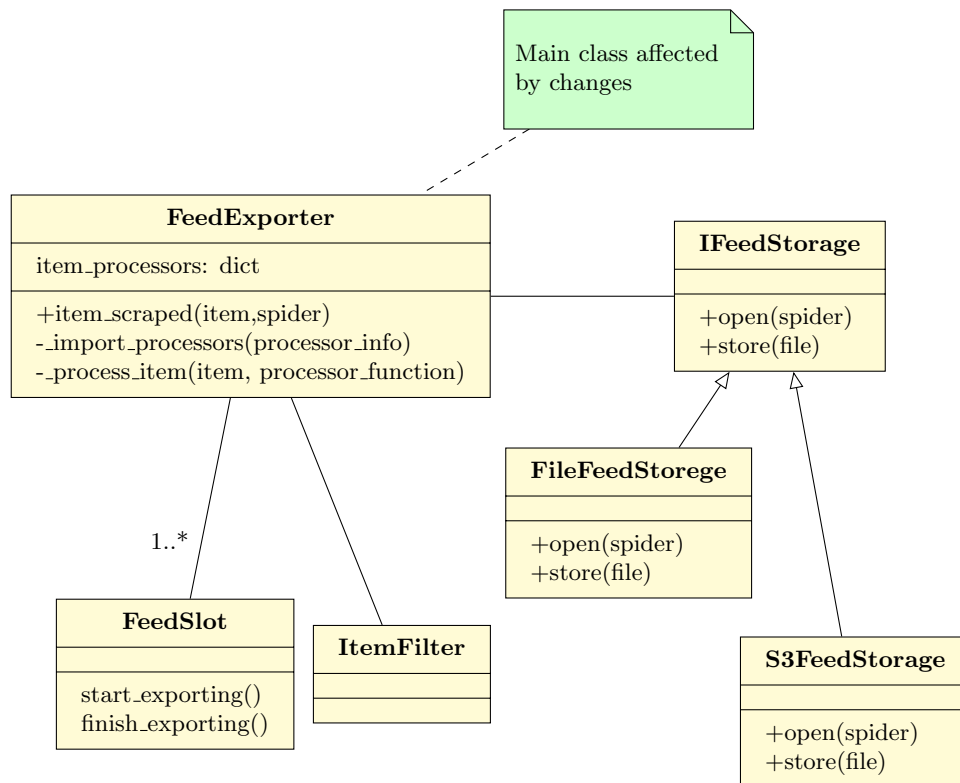 Main class affected
by changes
FeedExporter
item_processors: dict
+item_scraped(item,spider)
-_import_processors(processor_info)
-_process_item(item, processor_function)
IFeedStorage
+open(spider)
+store(file)
FileFeedStorege
+open(spider)
+store(file)
1..*
FeedSlot
start_exporting()
finish_exporting()
ItemFilter
S3FeedStorage
+open(spider)
+store(file)